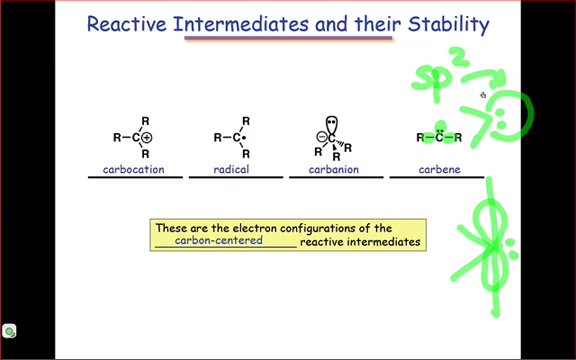 Reactive Intermediates and their Stability
sp²
R
R–C⊕
R
carbocation
R
R–C•
R
radical
⊖C
R R R
carbanion
R–C̈–R
carbene
These are the electron configurations of the
carbon-centered reactive intermediates